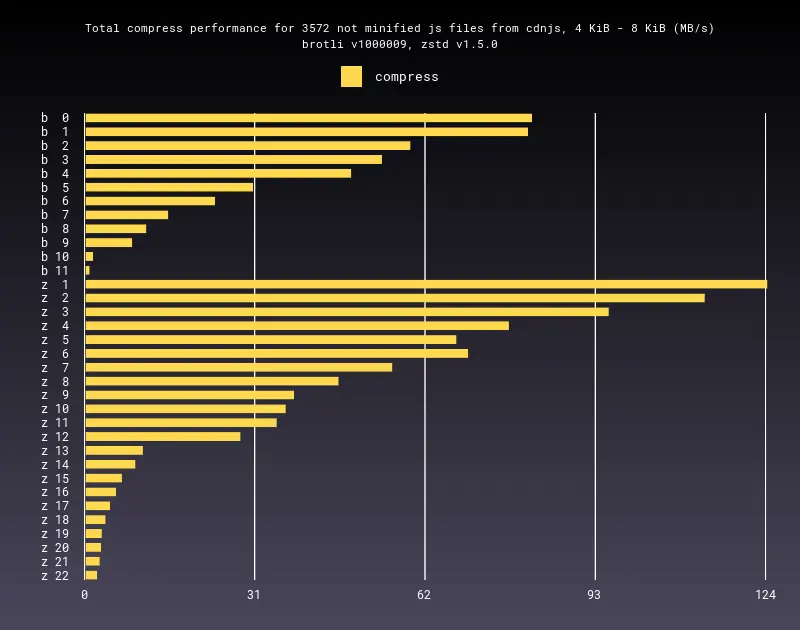 Total compress performance for 3572 not minified js files from cdnjs, 4 KiB - 8 KiB (MB/s)
brotli v1000009, zstd v1.5.0
compress
b 0
b 1
b 2
b 3
b 4
b 5
b 6
b 7
b 8
b 9
b 10
b 11
z 1
z 2
z 3
z 4
z 5
z 6
z 7
z 8
z 9
z 10
z 11
z 12
z 13
z 14
z 15
z 16
z 17
z 18
z 19
z 20
z 21
z 22
0 31 62 93 124